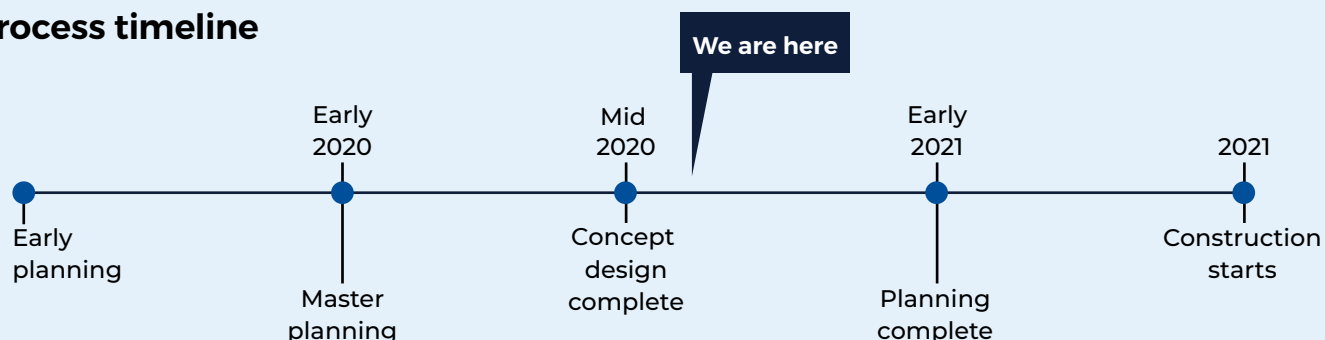 rocess timeline
We are here
Early
2020
Mid
2020
Early
2021
2021
Early
planning
Master
planning
Concept
design
complete
Planning
complete
Construction
starts